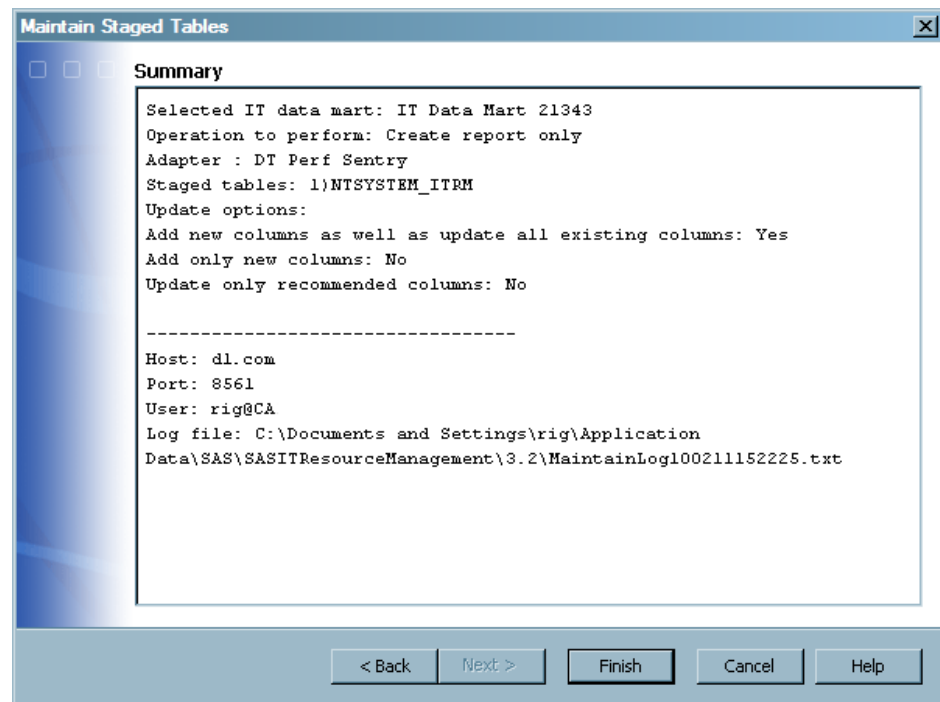 Maintain Staged Tables
Summary
Selected IT data mart: IT Data Mart 21343
Operation to perform: Create report only
Adapter : DT Perf Sentry
Staged tables: 1)NTSYSTEM_ITRM
Update options:
Add new columns as well as update all existing columns: Yes
Add only new columns: No
Update only recommended columns: No
----------------------------------
Host: dl.com
Port: 8561
User: rig@CA
Log file: C:\Documents and Settings\rig\Application
Data\SAS\SASITResourceManagement\3.2\MaintainLog100211152225.txt
< Back Next > Finish Cancel Help